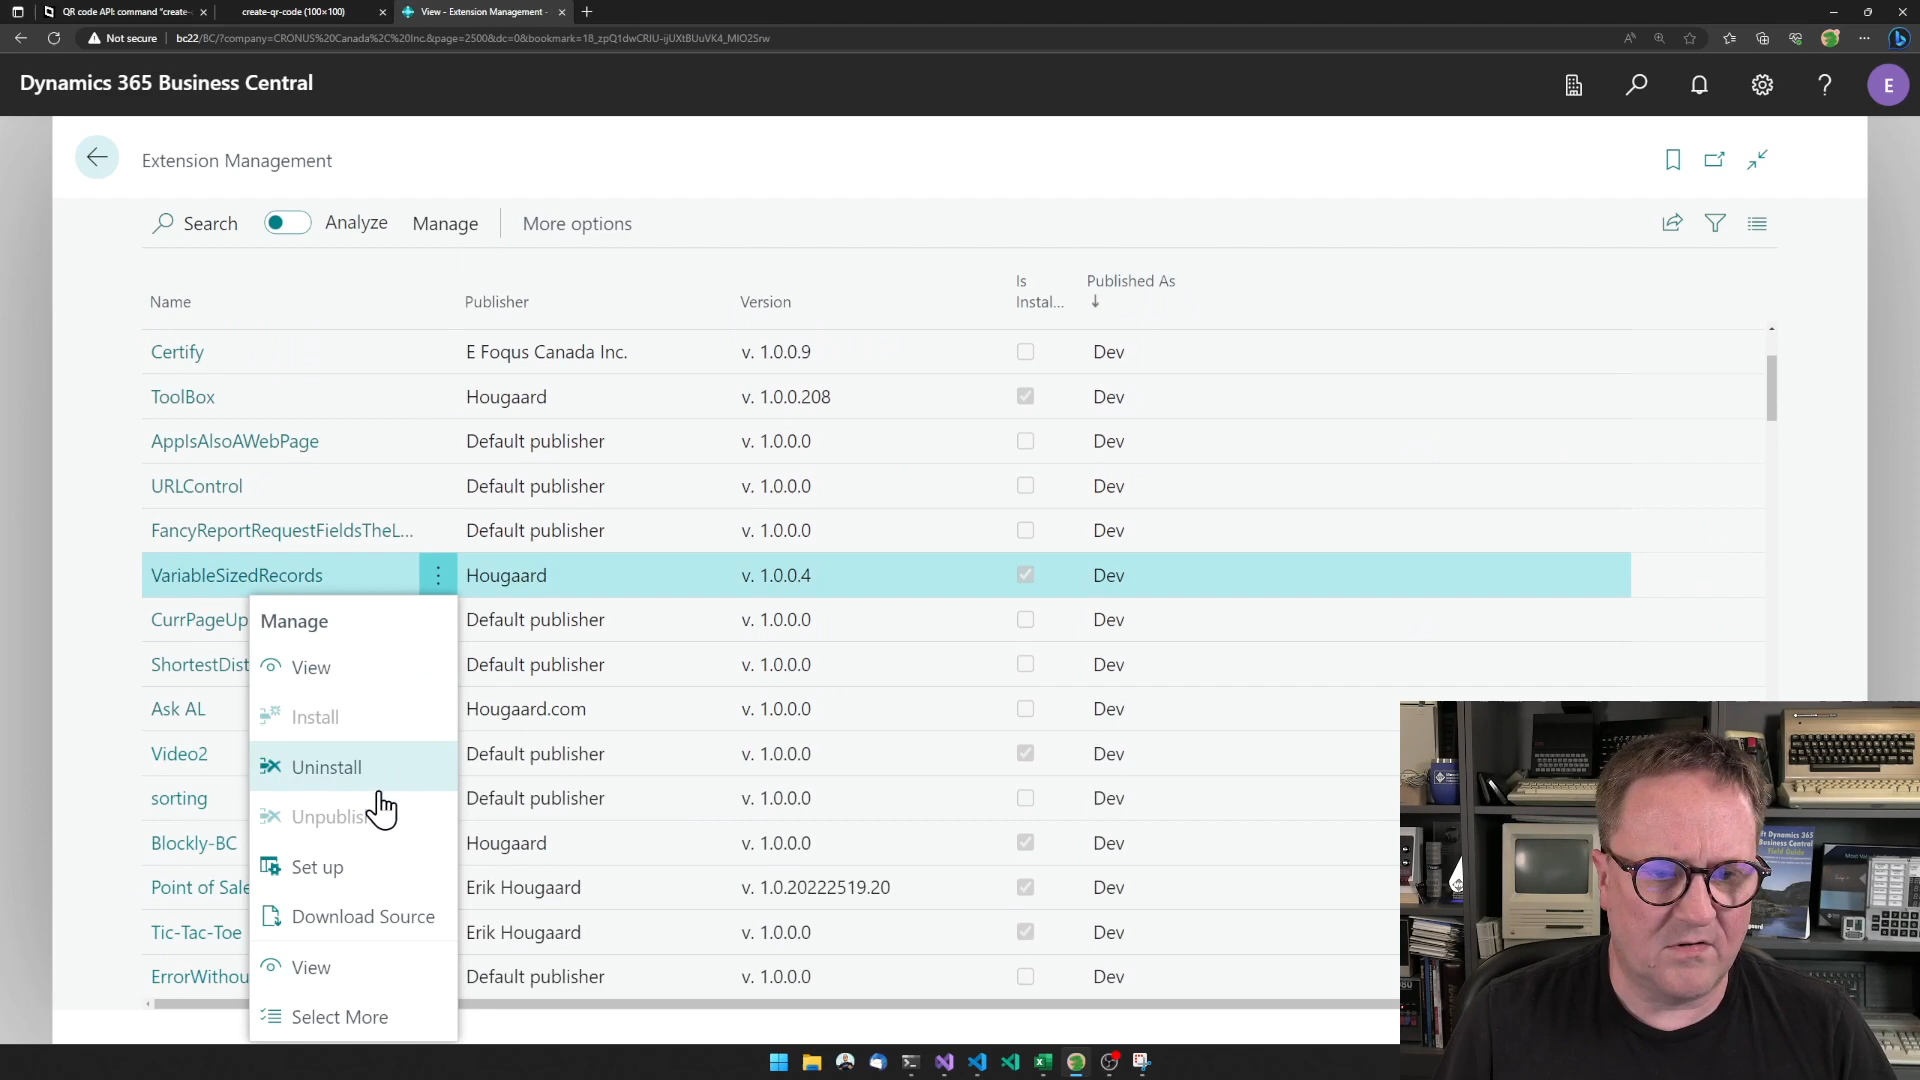 QR code API: command "create-
create-qr-code (100×100)
View - Extension Management -
Not secure
bc22/BC/?company=CRONUS%20Canada%2C%20Inc.&page=2500&dc=0&bookmark=18_zpQ1dwCRIU-ijUXtBUuVK4_MIO2Srw
Dynamics 365 Business Central
E
Extension Management
Search
Analyze
Manage
More options
Name
Publisher
Version
Is Instal...
Published As
Certify E Foqus Canada Inc. v. 1.0.0.9 Dev
ToolBox Hougaard v. 1.0.0.208 Dev
AppIsAlsoAWebPage Default publisher v. 1.0.0.0 Dev
URLControl Default publisher v. 1.0.0.0 Dev
FancyReportRequestFieldsTheL... Default publisher v. 1.0.0.0 Dev
VariableSizedRecords Hougaard v. 1.0.0.4 Dev
CurrPageUp Default publisher v. 1.0.0.0 Dev
ShortestDist Default publisher v. 1.0.0.0 Dev
Ask AL Hougaard.com v. 1.0.0.0 Dev
Video2 Default publisher v. 1.0.0.0 Dev
sorting Default publisher v. 1.0.0.0 Dev
Blockly-BC Hougaard v. 1.0.0.0 Dev
Point of Sale Erik Hougaard v. 1.0.20222519.20 Dev
Tic-Tac-Toe Erik Hougaard v. 1.0.0.0 Dev
ErrorWithou Default publisher v. 1.0.0.0 Dev
Manage
View
Install
Uninstall
Unpublis
Set up
Download Source
View
Select More
ft Dynamics 365
Business Central
Field Guide